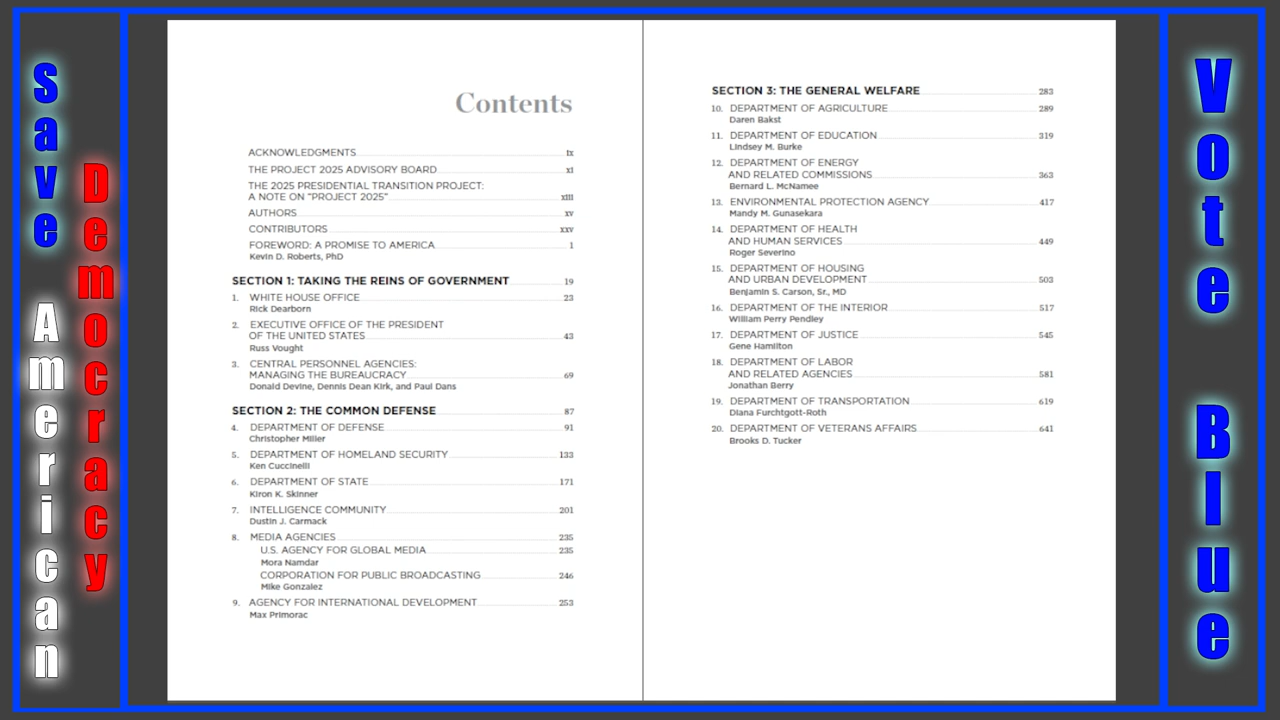 Save American
Democracy
Contents
ACKNOWLEDGMENTS ix
THE PROJECT 2025 ADVISORY BOARD xi
THE 2025 PRESIDENTIAL TRANSITION PROJECT:
A NOTE ON "PROJECT 2025" xiii
AUTHORS xv
CONTRIBUTORS xxv
FOREWORD: A PROMISE TO AMERICA 1
Kevin D. Roberts, PhD
SECTION 1: TAKING THE REINS OF GOVERNMENT 19
1. WHITE HOUSE OFFICE 23
Rick Dearborn
2. EXECUTIVE OFFICE OF THE PRESIDENT
OF THE UNITED STATES 43
Russ Vought
3. CENTRAL PERSONNEL AGENCIES:
MANAGING THE BUREAUCRACY 69
Donald Devine, Dennis Dean Kirk, and Paul Dans
SECTION 2: THE COMMON DEFENSE 87
4. DEPARTMENT OF DEFENSE 91
Christopher Miller
5. DEPARTMENT OF HOMELAND SECURITY 133
Ken Cuccinelli
6. DEPARTMENT OF STATE 171
Kiron K. Skinner
7. INTELLIGENCE COMMUNITY 201
Dustin J. Carmack
8. MEDIA AGENCIES 235
U.S. AGENCY FOR GLOBAL MEDIA 235
Mora Namdar
CORPORATION FOR PUBLIC BROADCASTING 246
Mike Gonzalez
9. AGENCY FOR INTERNATIONAL DEVELOPMENT 253
Max Primorac
SECTION 3: THE GENERAL WELFARE 283
10. DEPARTMENT OF AGRICULTURE 289
Daren Bakst
11. DEPARTMENT OF EDUCATION 319
Lindsey M. Burke
12. DEPARTMENT OF ENERGY
AND RELATED COMMISSIONS 363
Bernard L. McNamee
13. ENVIRONMENTAL PROTECTION AGENCY 417
Mandy M. Gunasekara
14. DEPARTMENT OF HEALTH
AND HUMAN SERVICES 449
Roger Severino
15. DEPARTMENT OF HOUSING
AND URBAN DEVELOPMENT 503
Benjamin S. Carson, Sr., MD
16. DEPARTMENT OF THE INTERIOR 517
William Perry Pendley
17. DEPARTMENT OF JUSTICE 545
Gene Hamilton
18. DEPARTMENT OF LABOR
AND RELATED AGENCIES 581
Jonathan Berry
19. DEPARTMENT OF TRANSPORTATION 619
Diana Furchtgott-Roth
20. DEPARTMENT OF VETERANS AFFAIRS 641
Brooks D. Tucker
Vote Blue